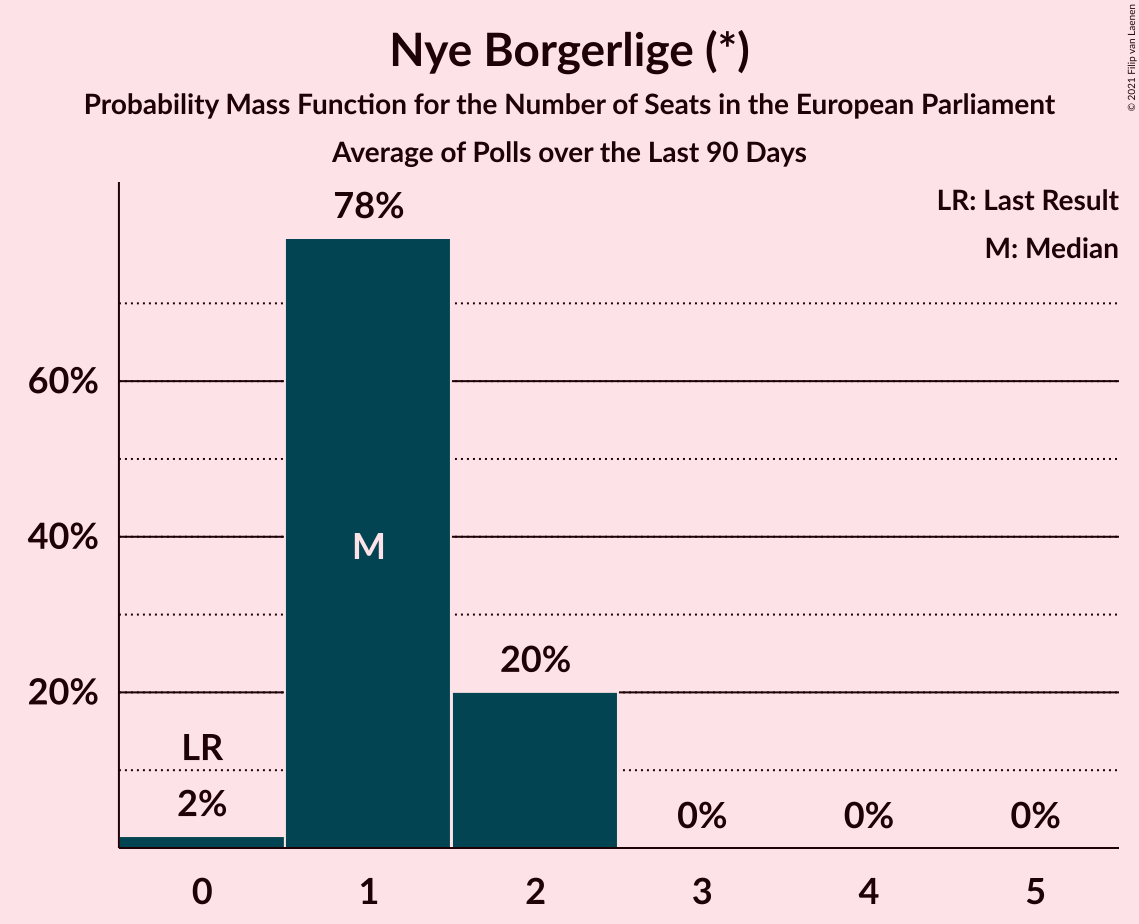 Nye Borgerlige (*)
Probability Mass Function for the Number of Seats in the European Parliament
Average of Polls over the Last 90 Days
© 2021 Filip van Laenen
LR: Last Result
M: Median
78%
60%
40%
M
20%
20%
LR
2%
0%
0%
0%
0
1
2
3
4
5